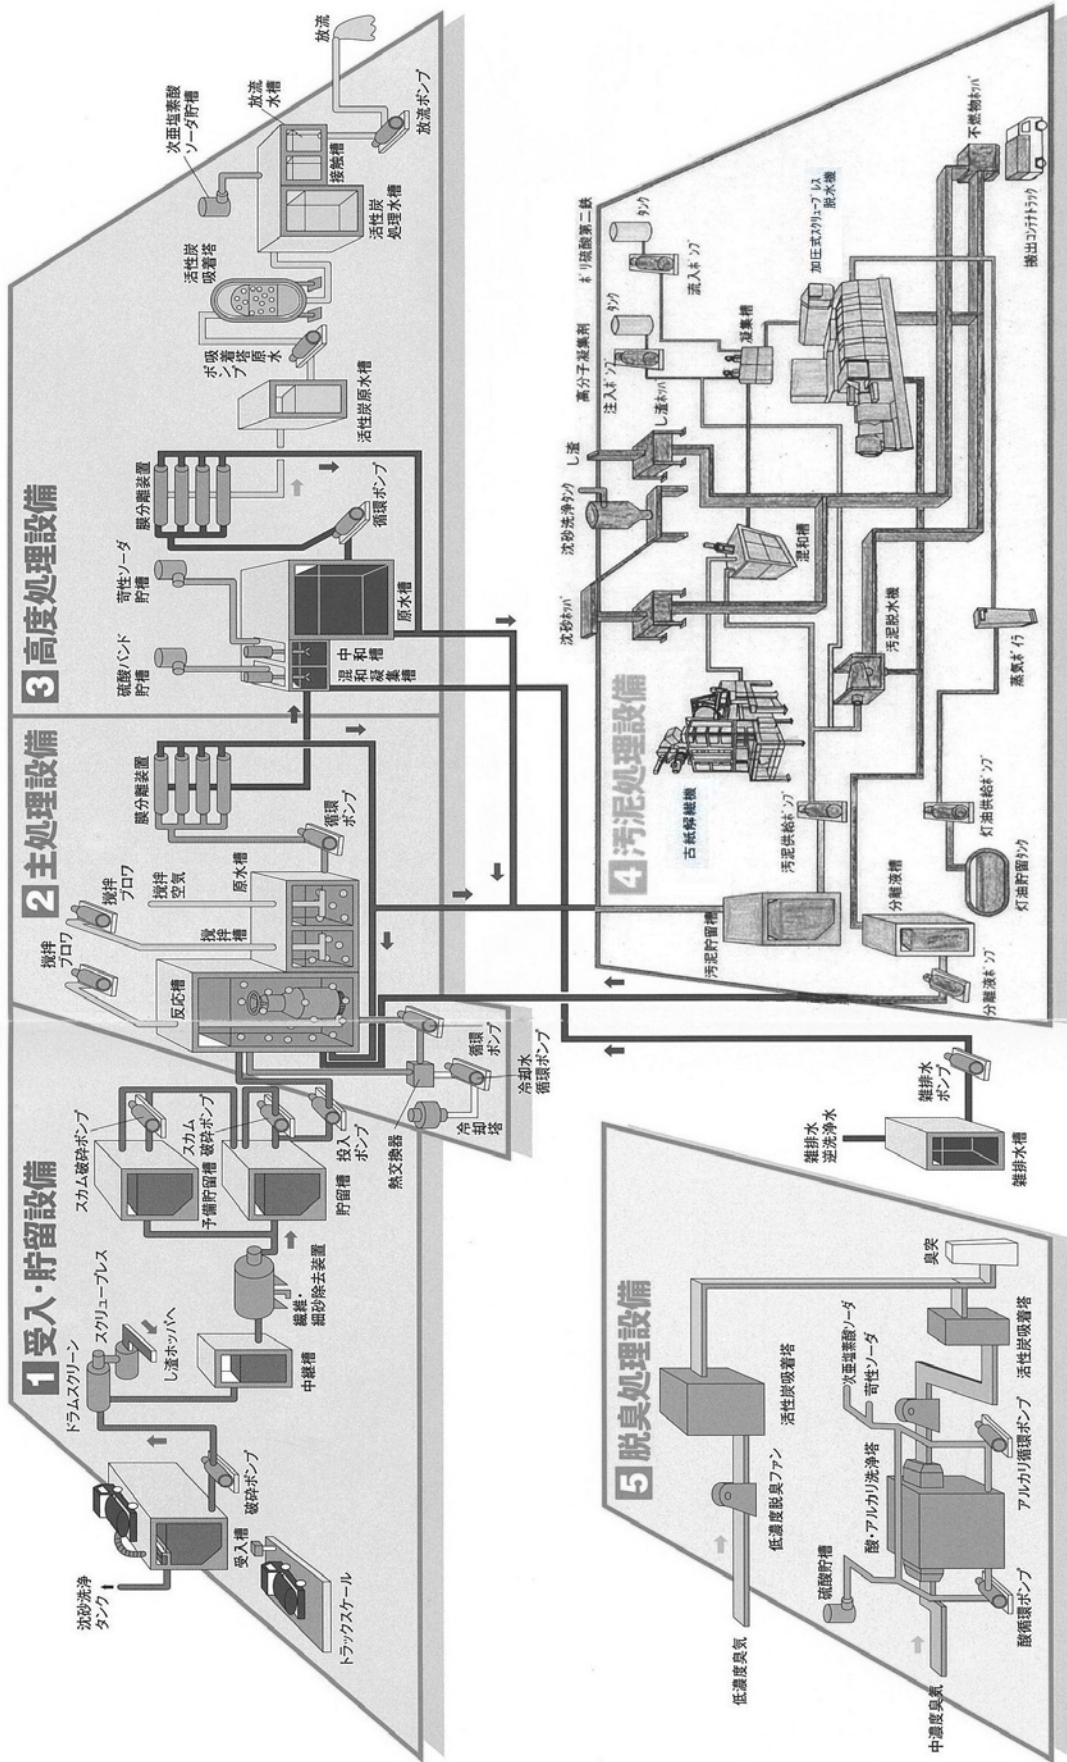 1 受入・貯留設備
沈砂洗浄
タンク
受入槽
トラックスケール
破砕ポンプ
ドラムスクリーン
スクリュープレス
し渣ホッパへ
中継槽
繊維・
細砂除去装置
スカム破砕ポンプ
予備貯留槽
スカム
破砕ポンプ
貯留槽
投入
ポンプ
熱交換器
冷却塔
冷却水
循環ポンプ
循環
ポンプ
2 主処理設備
撹拌
ブロワ
撹拌
ブロワ
反応槽
撹拌槽
撹拌
空気
原水槽
循環
ポンプ
膜分離装置
3 高度処理設備
硫酸バンド
貯槽
苛性ソーダ
貯槽
混和凝集槽
中和槽
原水槽
循環ポンプ
膜分離装置
活性炭原水槽
吸着塔原水
ポンプ
活性炭
吸着塔
次亜塩素酸
ソーダ貯槽
活性炭
処理水槽
接触槽
放流
水槽
放流ポンプ
放流
4 汚泥処理設備
沈砂ホッパ
沈砂洗浄タンク
し渣
し渣ホッパ
高分子凝集剤
注入ポンプ
タンク
ポリ硫酸第二鉄
流入ポンプ
タンク
凝集槽
混和槽
古紙解繊機
加圧式スクリュープレス
脱水機
汚泥貯留槽
汚泥供給ポンプ
汚泥脱水機
分離液槽
分離液ポンプ
灯油貯留タンク
灯油供給ポンプ
蒸気ボイラ
不燃物ホッパ
搬出コンテナトラック
雑排水
逆洗浄水
雑排水槽
雑排水
ポンプ
5 脱臭処理設備
低濃度臭気
低濃度脱臭ファン
活性炭吸着塔
中濃度臭気
硫酸貯槽
酸・アルカリ洗浄塔
次亜塩素酸ソーダ
苛性ソーダ
酸循環ポンプ
アルカリ循環ポンプ
活性炭吸着塔
臭突